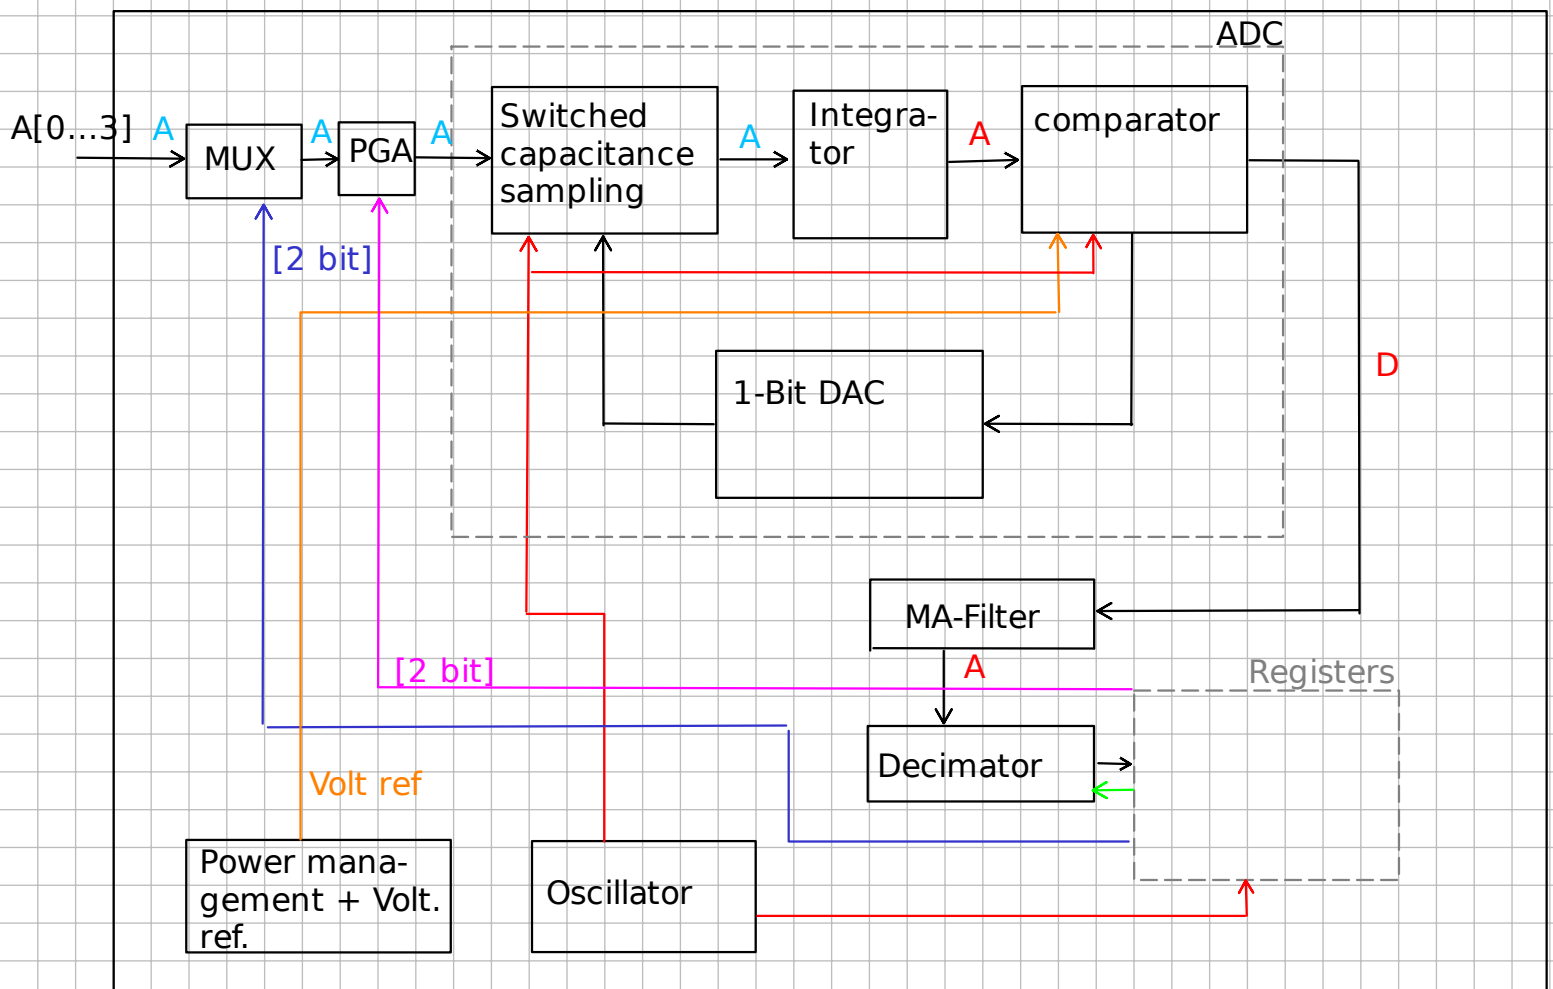 ADC
A[0...3]
A
MUX
A
PGA
A
Switched
capacitance
sampling
A
Integra-
tor
A
comparator
[2 bit]
1-Bit DAC
D
MA-Filter
A
[2 bit]
Registers
Decimator
Volt ref
Power mana-
gement + Volt.
ref.
Oscillator